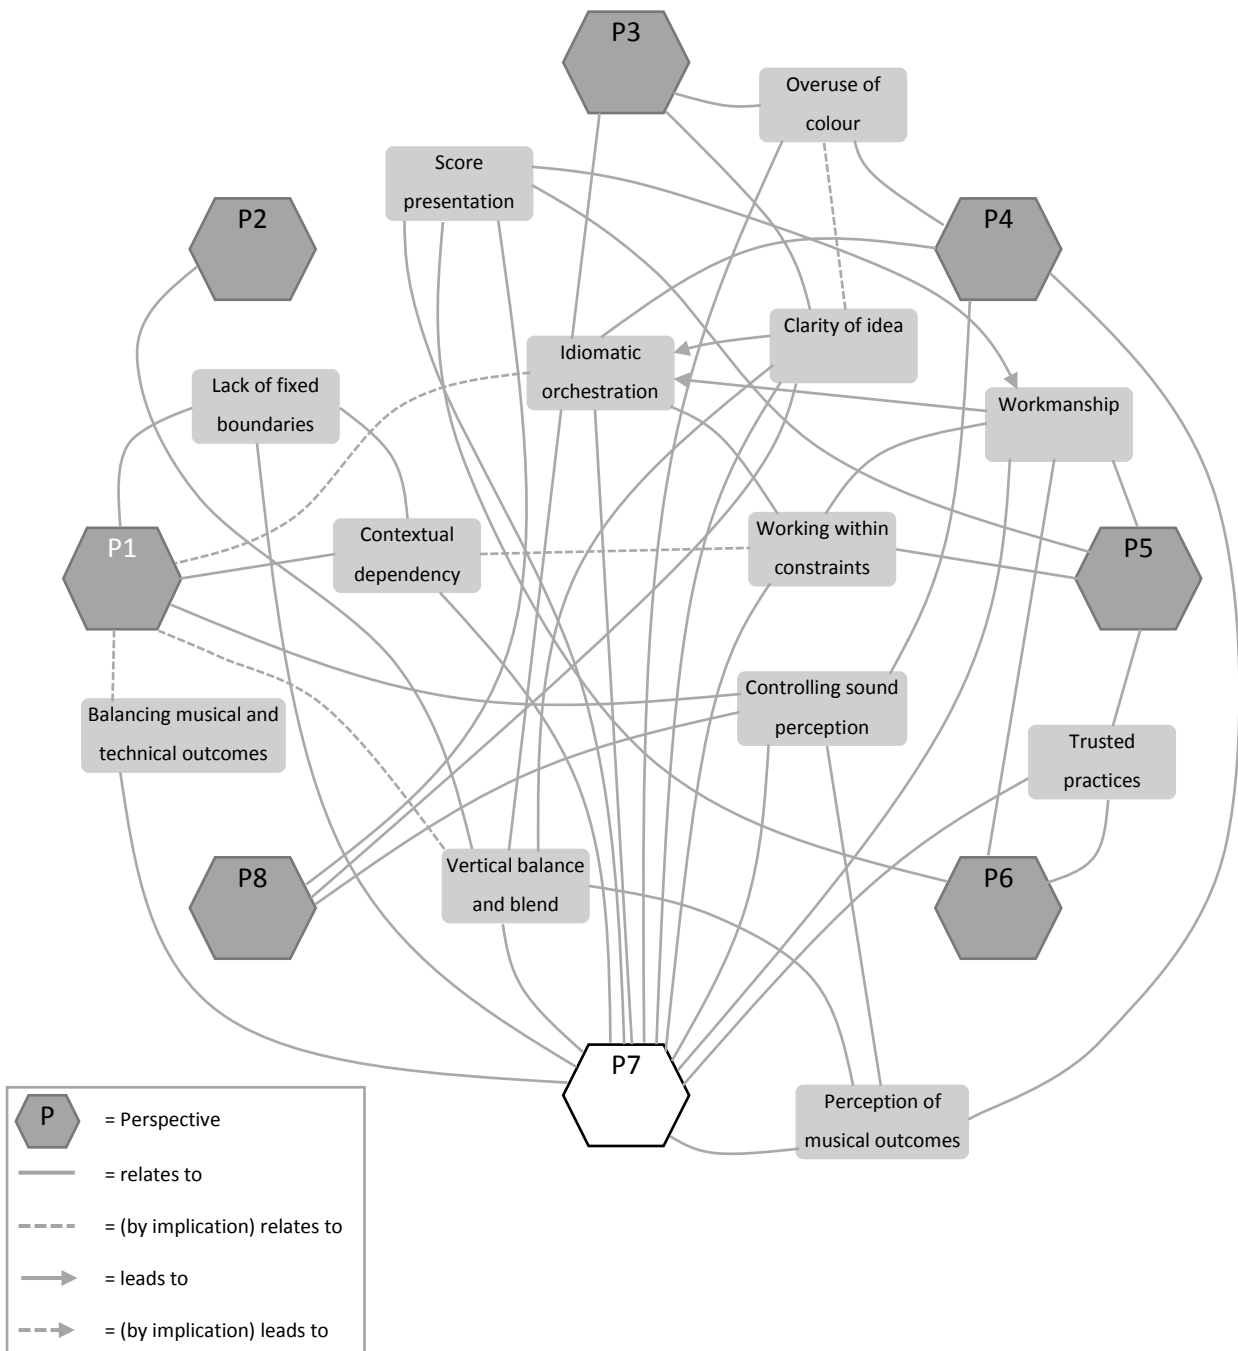 P3
Overuse of
colour
Score
presentation
P2
P4
Clarity of idea
Idiomatic
orchestration
Lack of fixed
boundaries
Workmanship
P1
Contextual
dependency
Working within
constraints
P5
Controlling sound
perception
Balancing musical and
technical outcomes
Trusted
practices
P8
Vertical balance
and blend
P6
P7
Perception of
musical outcomes
P
= Perspective
= relates to
= (by implication) relates to
= leads to
= (by implication) leads to